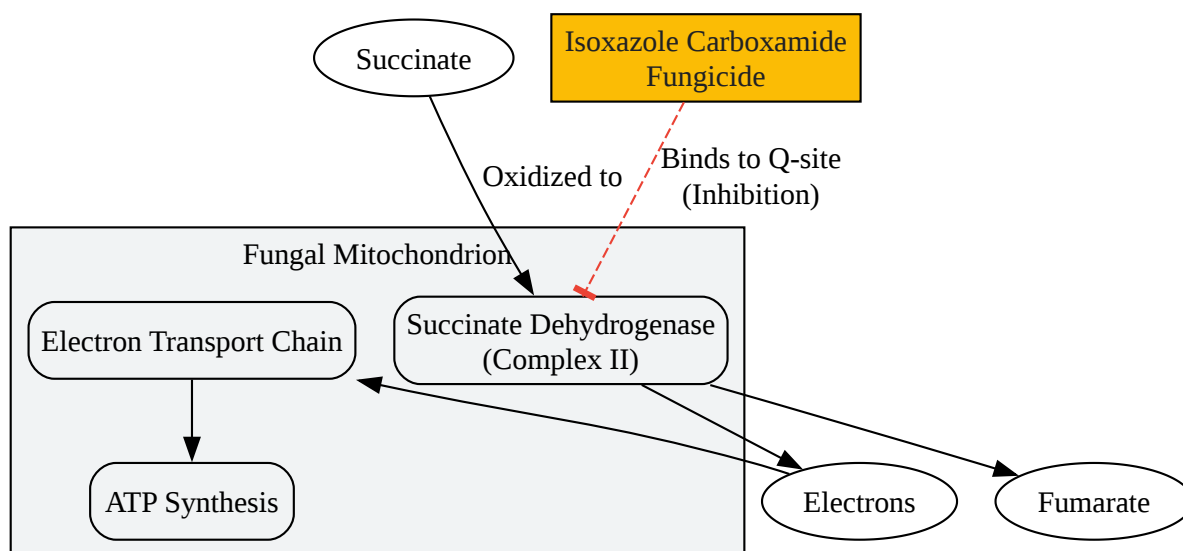 Succinate
Isoxazole Carboxamide
Fungicide
Oxidized to
Binds to Q-site
(Inhibition)
Fungal Mitochondrion
Electron Transport Chain
Succinate Dehydrogenase
(Complex II)
ATP Synthesis
Electrons
Fumarate